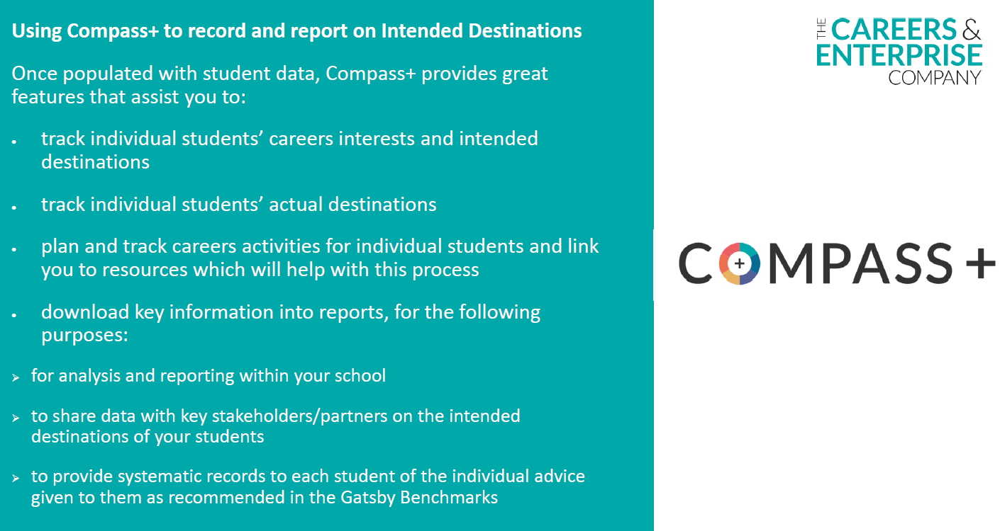 Using Compass+ to record and report on Intended Destinations
Once populated with student data, Compass+ provides great
features that assist you to:
• track individual students’ careers interests and intended
destinations
• track individual students’ actual destinations
• plan and track careers activities for individual students and link
you to resources which will help with this process
• download key information into reports, for the following
purposes:
➢ for analysis and reporting within your school
➢ to share data with key stakeholders/partners on the intended
destinations of your students
➢ to provide systematic records to each student of the individual advice
given to them as recommended in the Gatsby Benchmarks
THE CAREERS &
ENTERPRISE
COMPANY
COMPASS +